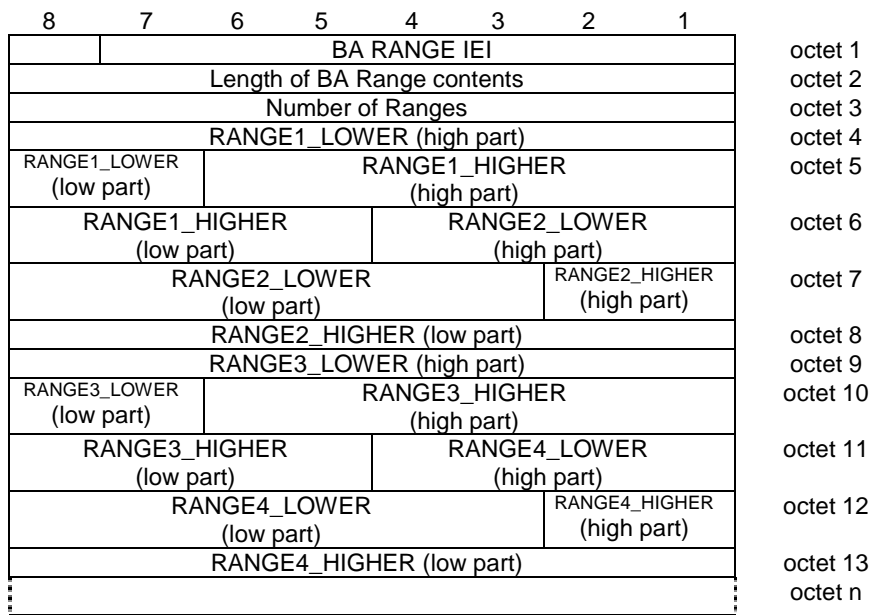 8 7 6 5 4 3 2 1
BA RANGE IEI octet 1
Length of BA Range contents octet 2
Number of Ranges octet 3
RANGE1_LOWER (high part) octet 4
RANGE1_LOWER RANGE1_HIGHER octet 5
(low part) (high part)
RANGE1_HIGHER RANGE2_LOWER octet 6
(low part) (high part)
RANGE2_LOWER RANGE2_HIGHER octet 7
(low part) (high part)
RANGE2_HIGHER (low part) octet 8
RANGE3_LOWER (high part) octet 9
RANGE3_LOWER RANGE3_HIGHER octet 10
(low part) (high part)
RANGE3_HIGHER RANGE4_LOWER octet 11
(low part) (high part)
RANGE4_LOWER RANGE4_HIGHER octet 12
(low part) (high part)
RANGE4_HIGHER (low part) octet 13
octet n